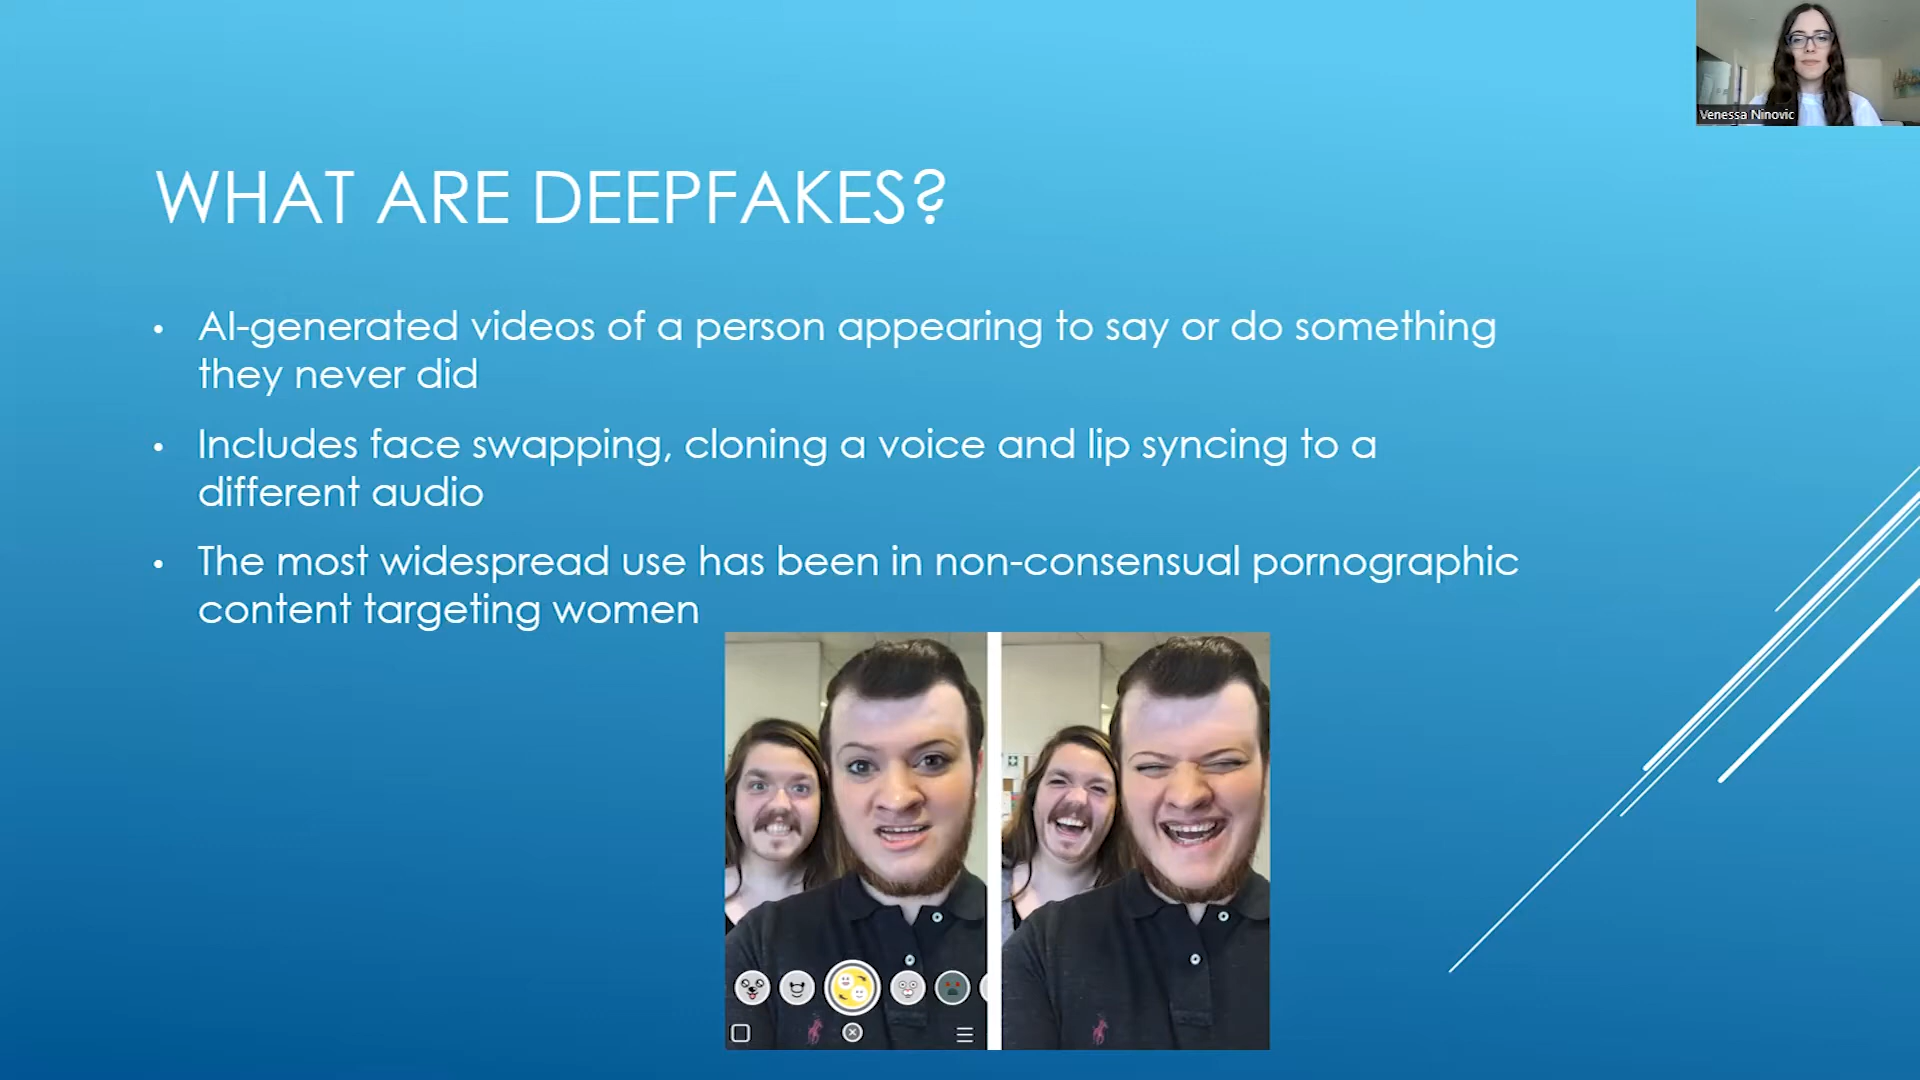 Venessa Ninovic
WHAT ARE DEEPFAKES?
• AI-generated videos of a person appearing to say or do something
they never did
• Includes face swapping, cloning a voice and lip syncing to a
different audio
• The most widespread use has been in non-consensual pornographic
content targeting women